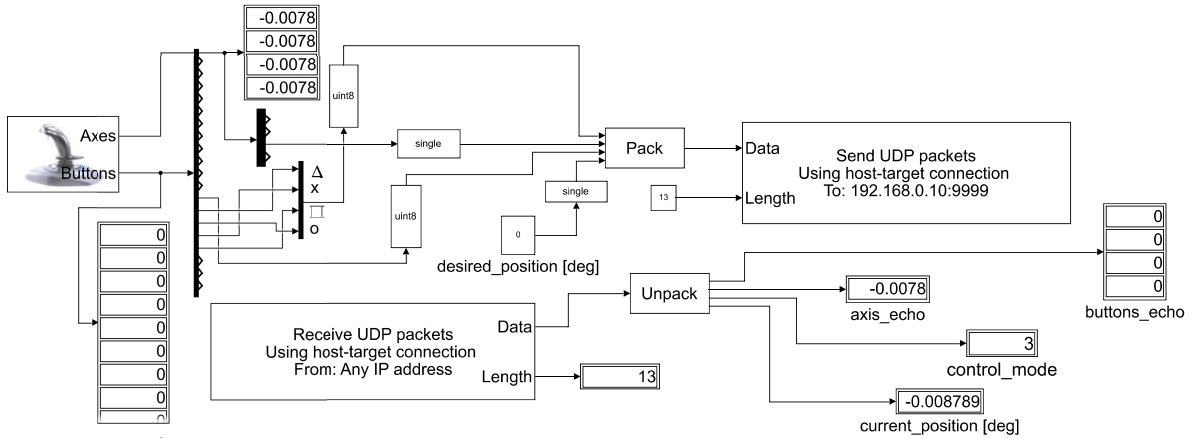 -0.0078
-0.0078
-0.0078
-0.0078
Axes
Buttons
uint8
single
Δ
x
□
o
uint8
Pack
single
0
desired_position [deg]
13
Data
Length
Send UDP packets
Using host-target connection
To: 192.168.0.10:9999
0
0
0
0
0
0
0
0
Receive UDP packets
Using host-target connection
From: Any IP address
Data
Length
13
Unpack
0
0
0
0
buttons_echo
-0.0078
axis_echo
3
control_mode
-0.008789
current_position [deg]